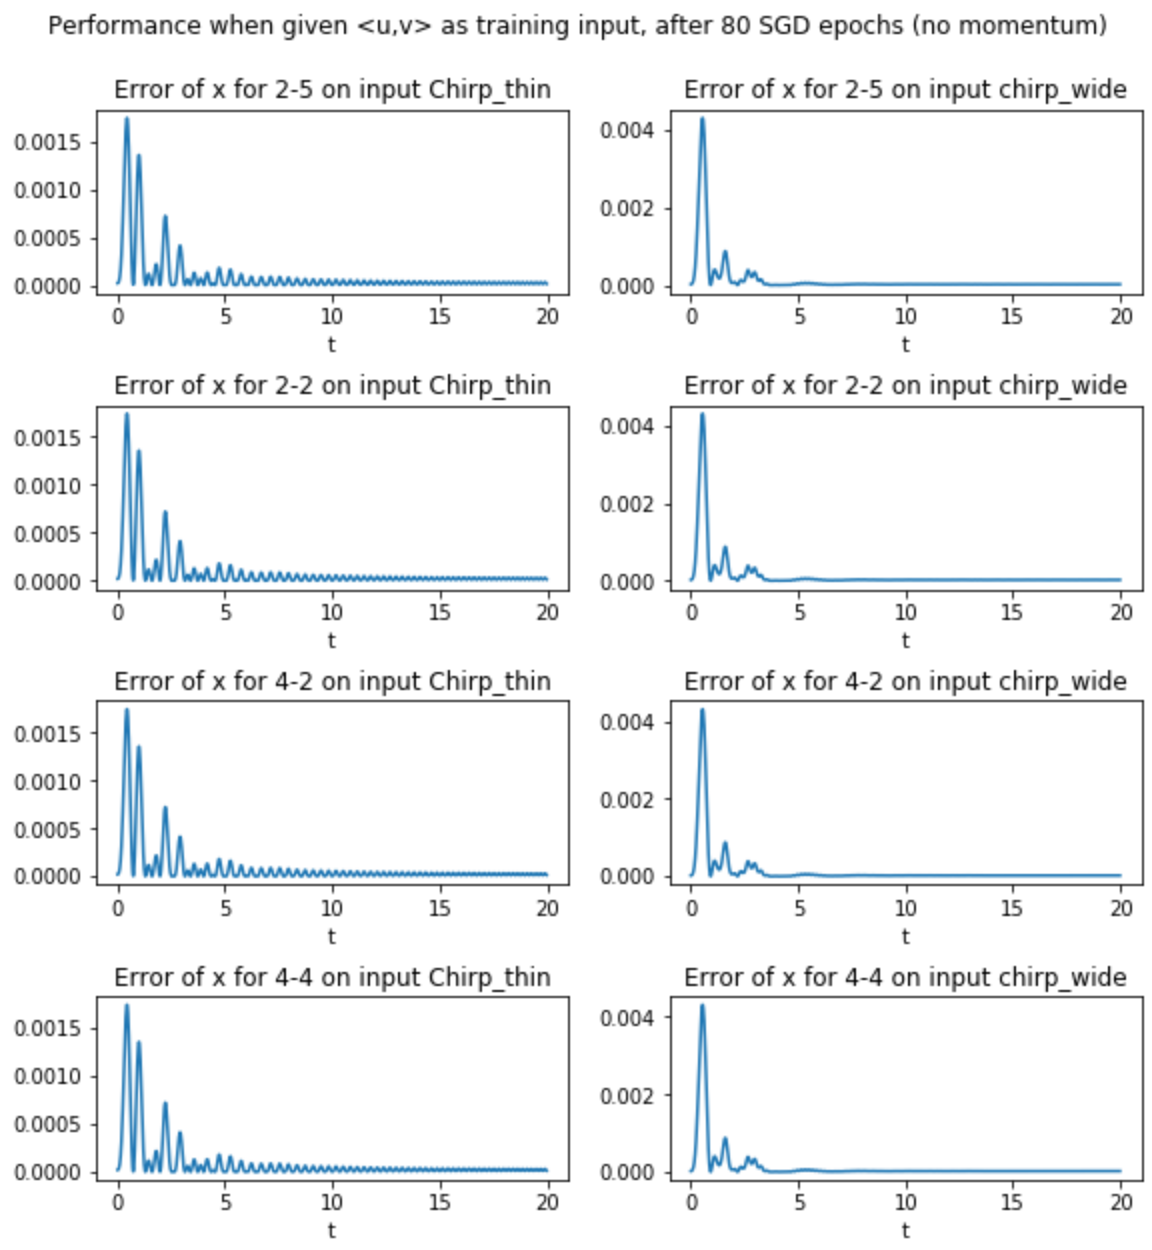 Performance when given <u,v> as training input, after 80 SGD epochs (no momentum)
Error of x for 2-5 on input Chirp_thin
0.0015
0.0010
0.0005
0.0000
0 5 10 15 20
t
Error of x for 2-5 on input chirp_wide
0.004
0.002
0.000
0 5 10 15 20
t
Error of x for 2-2 on input Chirp_thin
0.0015
0.0010
0.0005
0.0000
0 5 10 15 20
t
Error of x for 2-2 on input chirp_wide
0.004
0.002
0.000
0 5 10 15 20
t
Error of x for 4-2 on input Chirp_thin
0.0015
0.0010
0.0005
0.0000
0 5 10 15 20
t
Error of x for 4-2 on input chirp_wide
0.004
0.002
0.000
0 5 10 15 20
t
Error of x for 4-4 on input Chirp_thin
0.0015
0.0010
0.0005
0.0000
0 5 10 15 20
t
Error of x for 4-4 on input chirp_wide
0.004
0.002
0.000
0 5 10 15 20
t